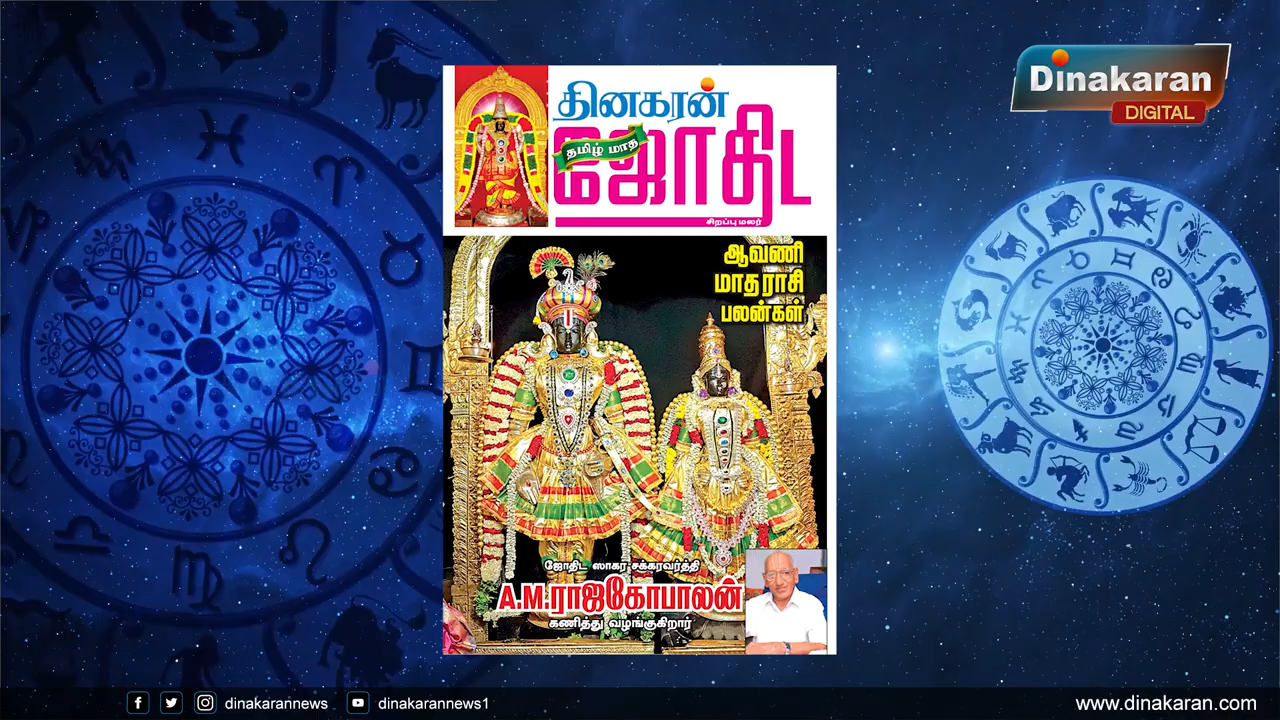 Dinakaran
DIGITAL
தினகரன்
தமிழ் மாத
ஜோதிட
சிறப்பு மலர்
ஆவணி
மாத ராசி
பலன்கள்
ஜோதிட ஸாகர சக்கரவர்த்தி
A.M.ராஜகோபாலன்
கணித்து வழங்குகிறார்
dinakarannews
dinakarannews1
www.dinakaran.com